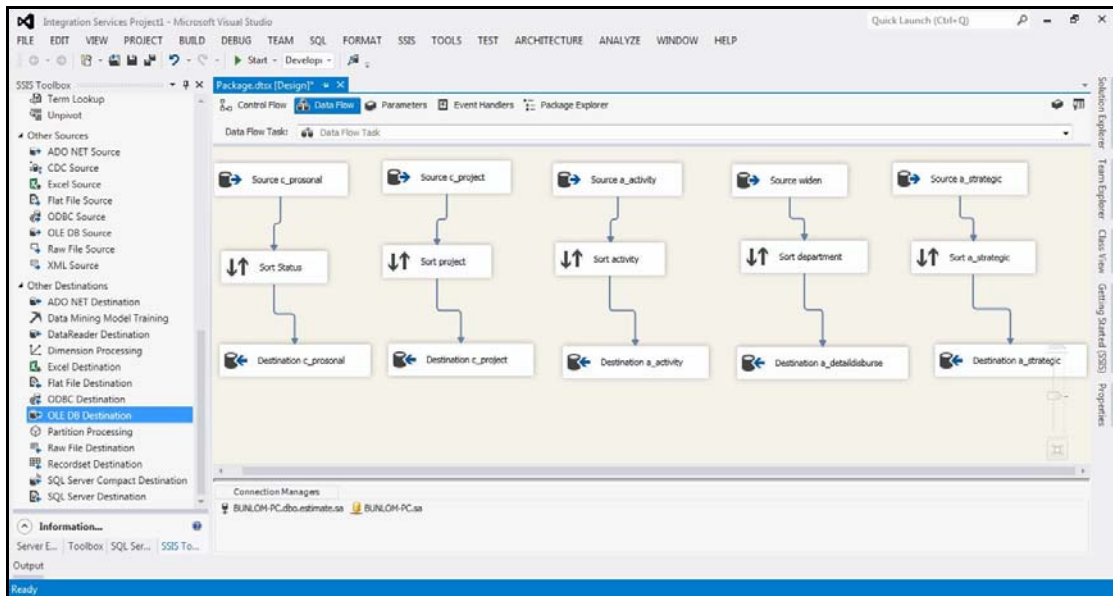 Integration Services Project1 - Microsoft Visual Studio
Quick Launch (Ctrl+Q)
FILE EDIT VIEW PROJECT BUILD DEBUG TEAM SQL FORMAT SSIS TOOLS TEST ARCHITECTURE ANALYZE WINDOW HELP
Start - Develop
SSIS Toolbox
Package.dtsx [Design]*
Term Lookup
Unpivot
Other Sources
ADO NET Source
CDC Source
Excel Source
Flat File Source
ODBC Source
OLE DB Source
Raw File Source
XML Source
Other Destinations
ADO NET Destination
Data Mining Model Training
DataReader Destination
Dimension Processing
Excel Destination
Flat File Destination
ODBC Destination
OLE DB Destination
Partition Processing
Raw File Destination
Recordset Destination
SQL Server Compact Destination
SQL Server Destination
Information...
Server E... Toolbox SQL Ser... SSIS To...
Control Flow Data Flow Parameters Event Handlers Package Explorer
Data Flow Task: Data Flow Task
Source c_prosonal Source c_project Source a_activity Source widen Source a_strategic
Sort Status Sort project Sort activity Sort department Sort a_strategic
Destination c_prosonal Destination c_project Destination a_activity Destination a_detaildisburse Destination a_strategic
Connection Managers
BUNLOM-PC.dbo.estimate.sa BUNLOM-PC.sa
Solution Explorer
Team Explorer
Class View
Getting Started (SSIS)
Properties
Output
Ready